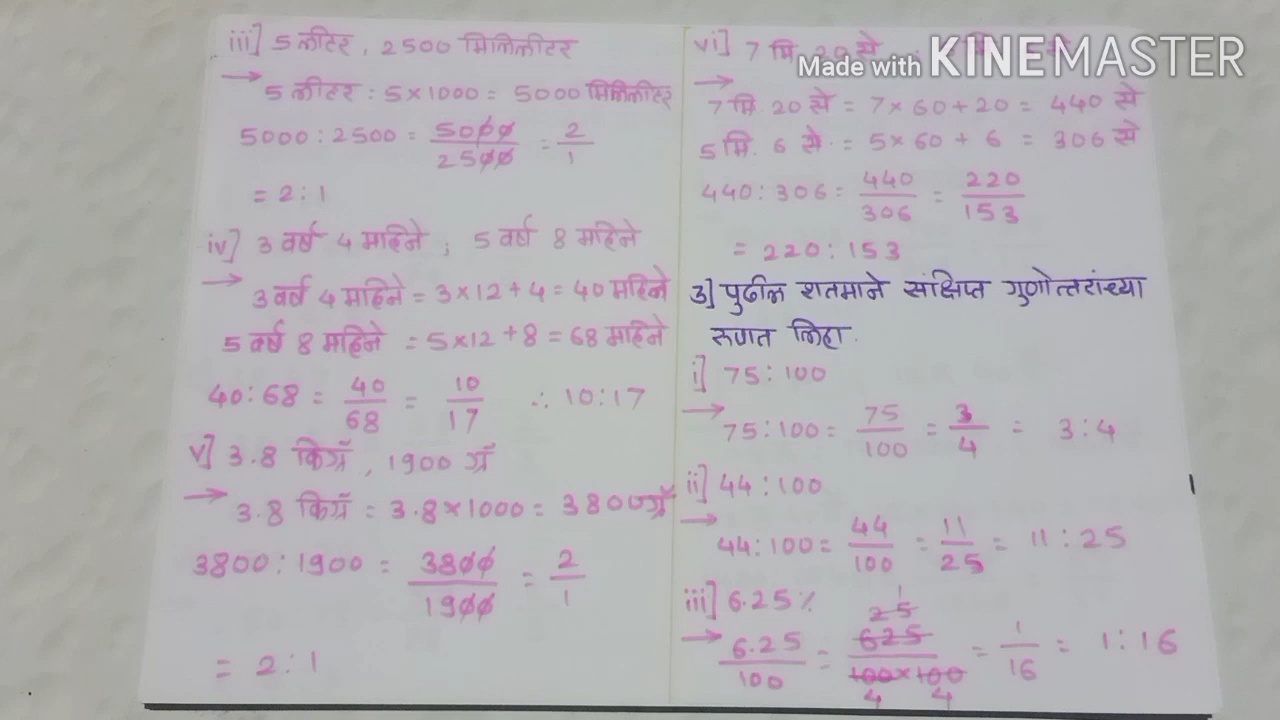 iii] 5 लीटर , 2500 मिलिलीटर
→ 5 लीटर : 5 × 1000 = 5000 मिलिलीटर
5000 : 2500 = 5000/2500 = 2/1
= 2 : 1
iv] 3 वर्ष 4 माहिने ; 5 वर्ष 8 महिने
→ 3 वर्ष 4 माहिने = 3 × 12 + 4 = 40 महिने
5 वर्ष 8 महिने = 5 × 12 + 8 = 68 माहिने
40 : 68 = 40/68 = 10/17 ∴ 10 : 17
v] 3.8 किग्रॅ , 1900 ग्रॅ
→ 3.8 किग्रॅ = 3.8 × 1000 = 3800 ग्रॅ
3800 : 1900 = 3800/1900 = 2/1
= 2 : 1
vi] 7 मि. 20 से
Made with KINEMASTER
→ 7 मि. 20 से = 7 × 60 + 20 = 440 से
5 मि. 6 से. = 5 × 60 + 6 = 306 से
440 : 306 = 440/306 = 220/153
= 220 : 153
3] पुढील शतमाने संक्षिप्त गुणोत्तरांच्या
रुपात लिहा.
i] 75 : 100
→ 75 : 100 = 75/100 = 3/4 = 3 : 4
ii] 44 : 100
→ 44 : 100 = 44/100 = 11/25 = 11 : 25
iii] 6.25 %
→ 6.25/100 = 625/100×100 = 1/16 = 1 : 16